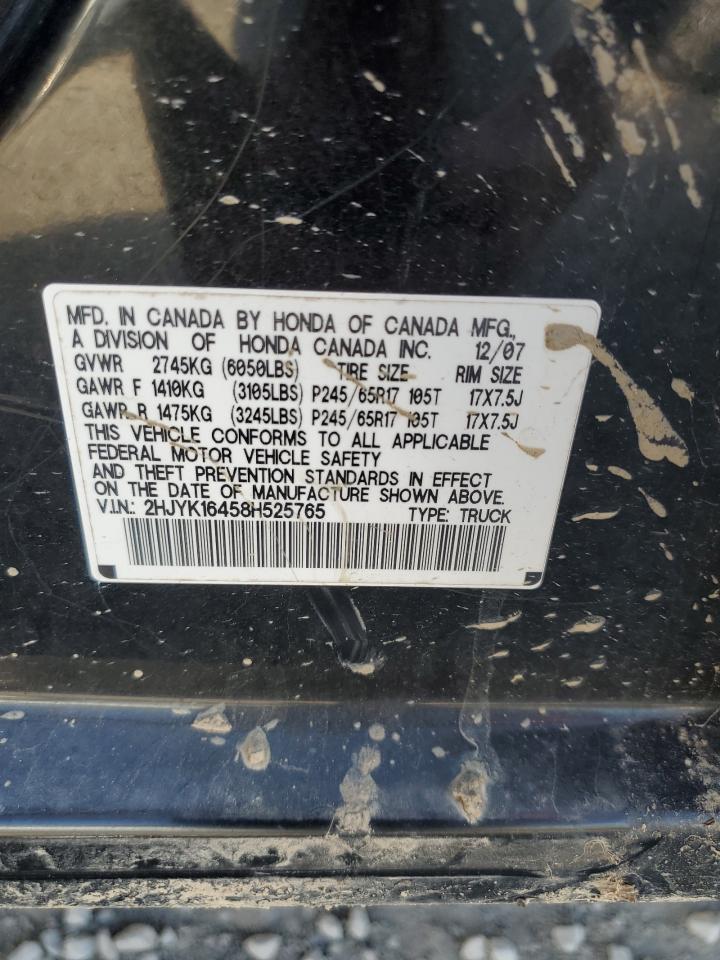 MFD. IN CANADA BY HONDA OF CANADA MFG.,
A DIVISION OF HONDA CANADA INC. 12/07
GVWR 2745KG (6050LBS) TIRE SIZE RIM SIZE
GAWR F 1410KG (3105LBS) P245/65R17 105T 17X7.5J
GAWR R 1475KG (3245LBS) P245/65R17 105T 17X7.5J
THIS VEHICLE CONFORMS TO ALL APPLICABLE
FEDERAL MOTOR VEHICLE SAFETY
AND THEFT PREVENTION STANDARDS IN EFFECT
ON THE DATE OF MANUFACTURE SHOWN ABOVE.
V.I.N.: 2HJYK16458H525765 TYPE: TRUCK